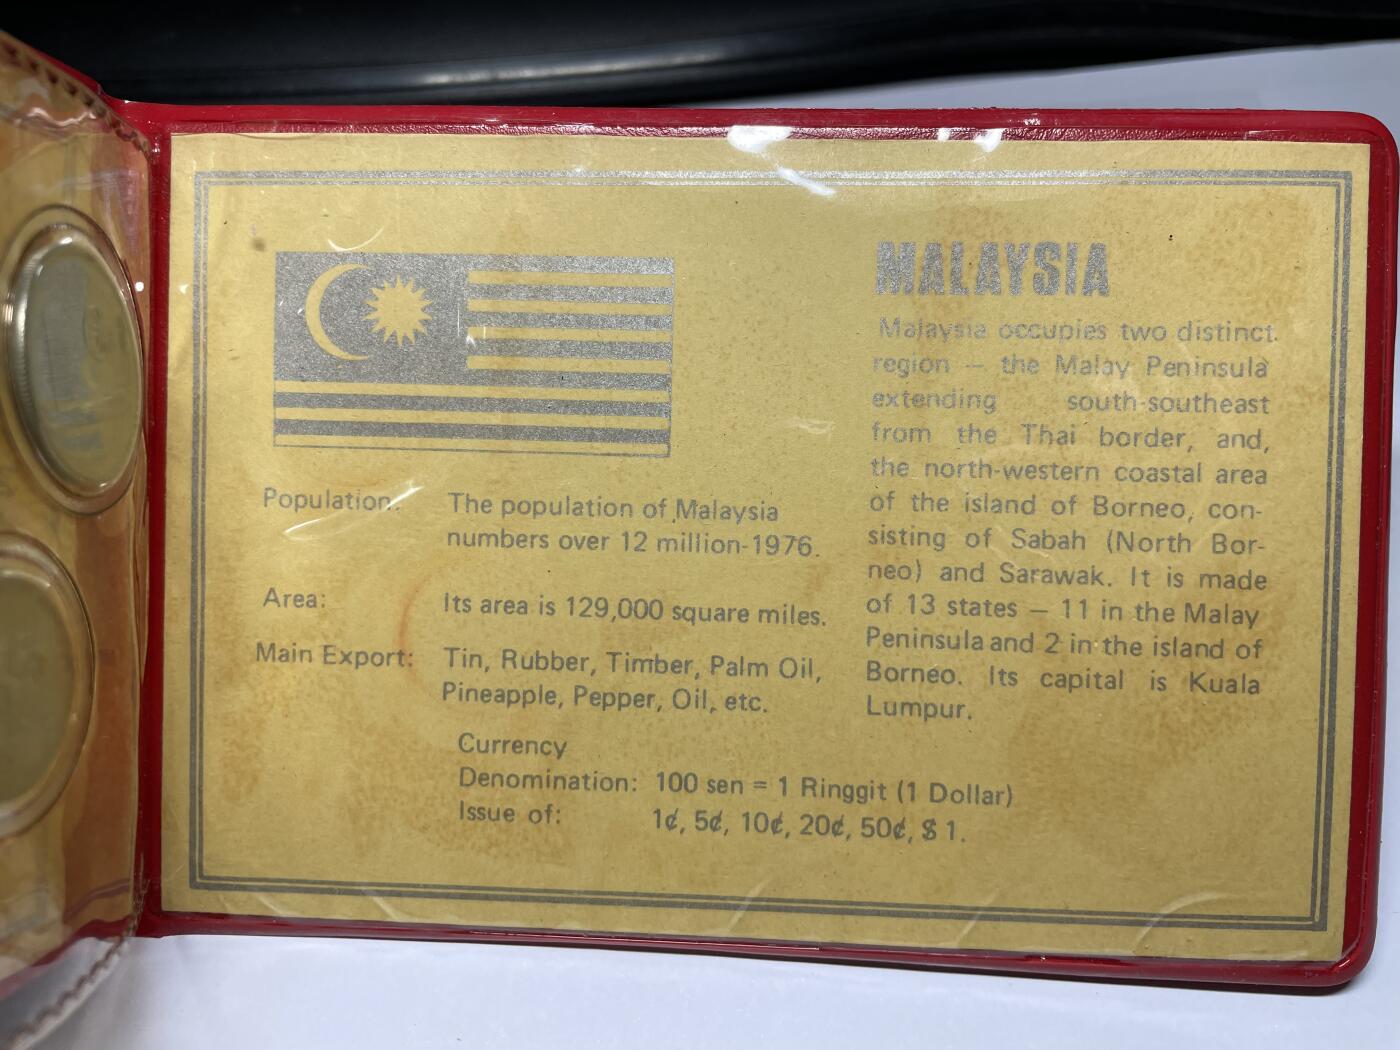 Population: The population of Malaysia
numbers over 12 million-1976.
Area: Its area is 129,000 square miles.
Main Export: Tin, Rubber, Timber, Palm Oil,
Pineapple, Pepper, Oil, etc.
Currency
Denomination: 100 sen = 1 Ringgit (1 Dollar)
Issue of: 1¢, 5¢, 10¢, 20¢, 50¢, $ 1.
MALAYSIA
Malaysia occupies two distinct
region – the Malay Peninsula
extending south-southeast
from the Thai border, and,
the north-western coastal area
of the island of Borneo, con-
sisting of Sabah (North Bor-
neo) and Sarawak. It is made
of 13 states – 11 in the Malay
Peninsula and 2 in the island of
Borneo. Its capital is Kuala
Lumpur.